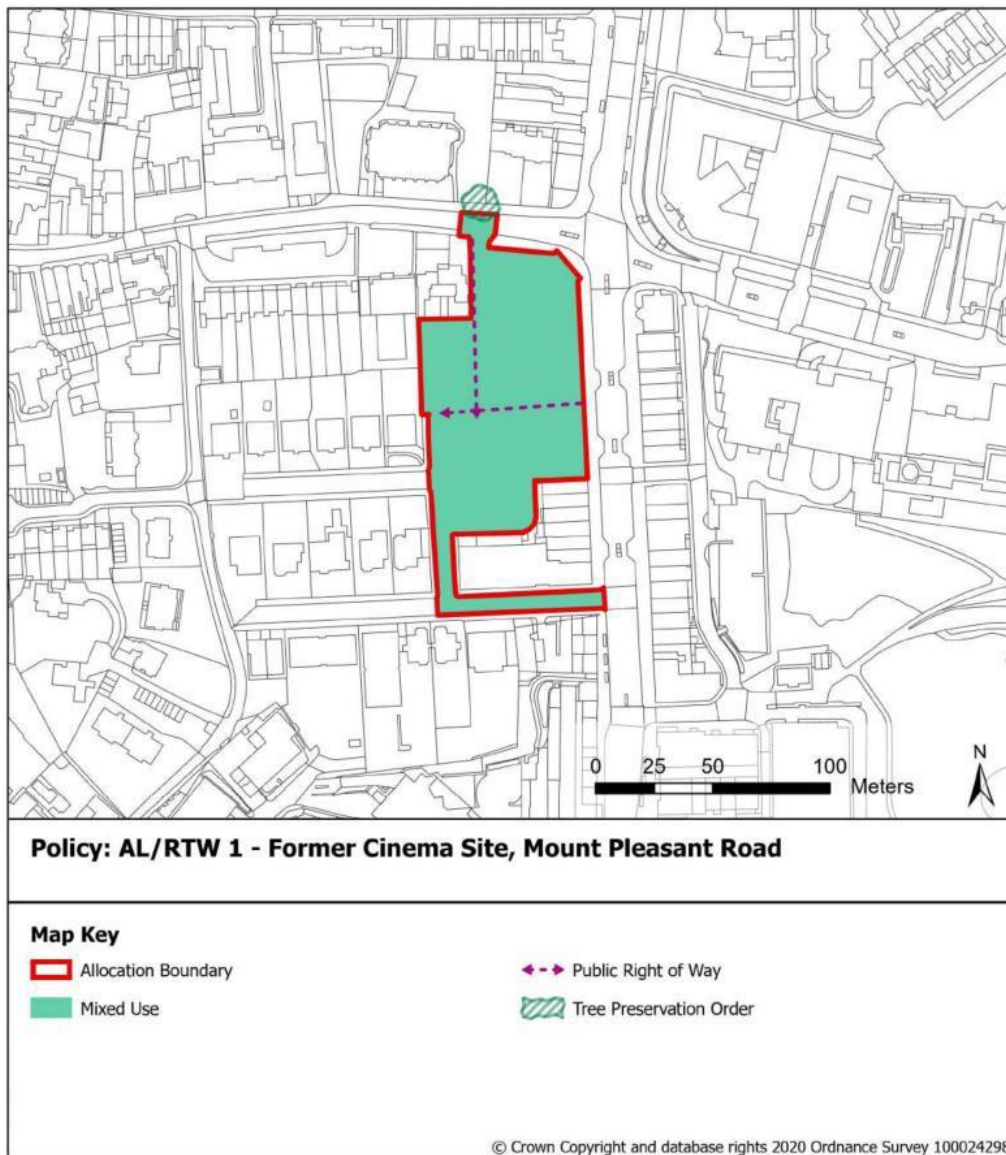 N
0 25 50 100
Meters
Policy: AL/RTW 1 - Former Cinema Site, Mount Pleasant Road
Map Key
Allocation Boundary
Mixed Use
Public Right of Way
Tree Preservation Order
© Crown Copyright and database rights 2020 Ordnance Survey 100024298